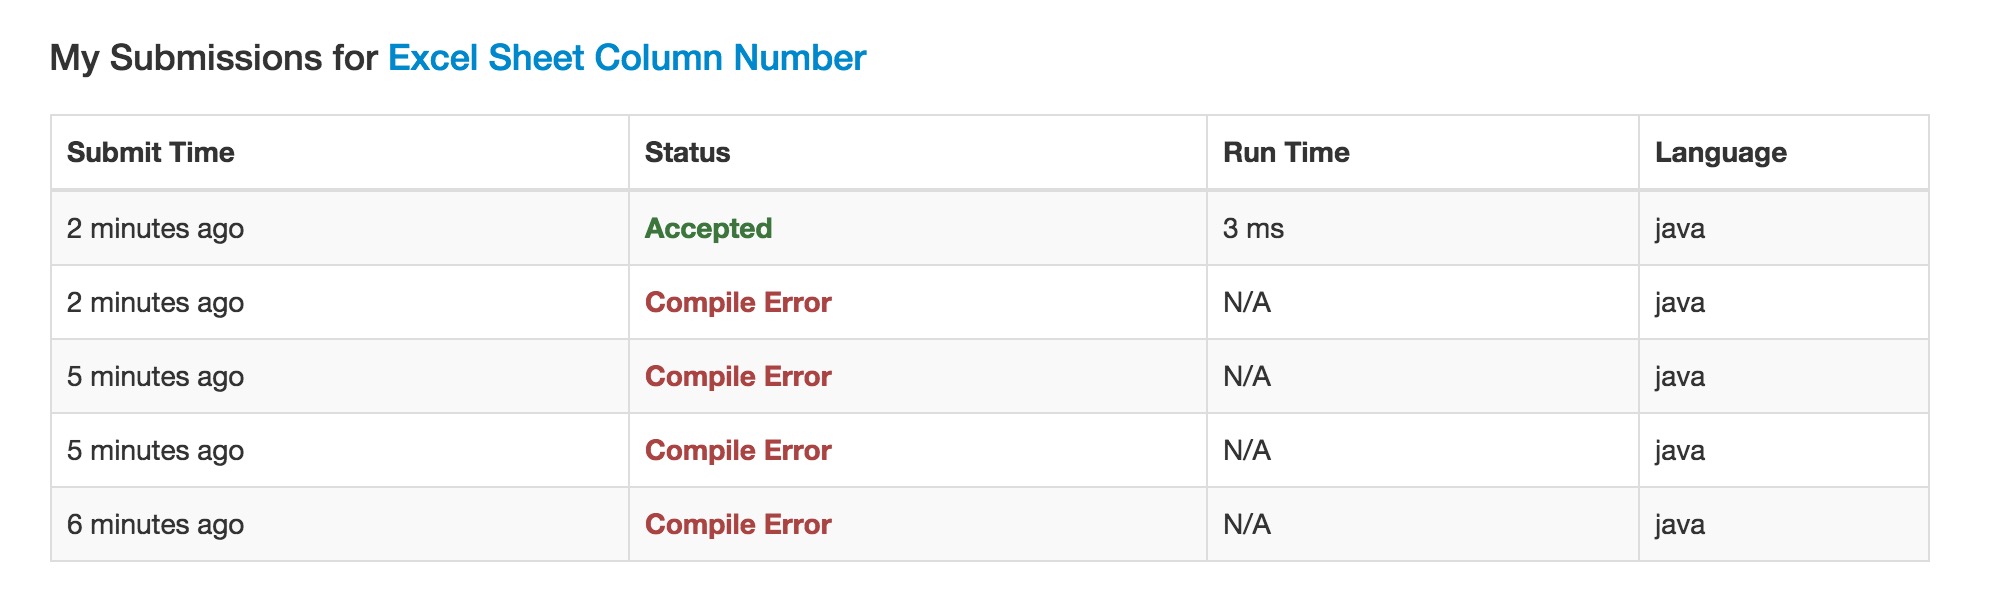 My Submissions for Excel Sheet Column Number
Submit Time Status Run Time Language
2 minutes ago Accepted 3 ms java
2 minutes ago Compile Error N/A java
5 minutes ago Compile Error N/A java
5 minutes ago Compile Error N/A java
6 minutes ago Compile Error N/A java